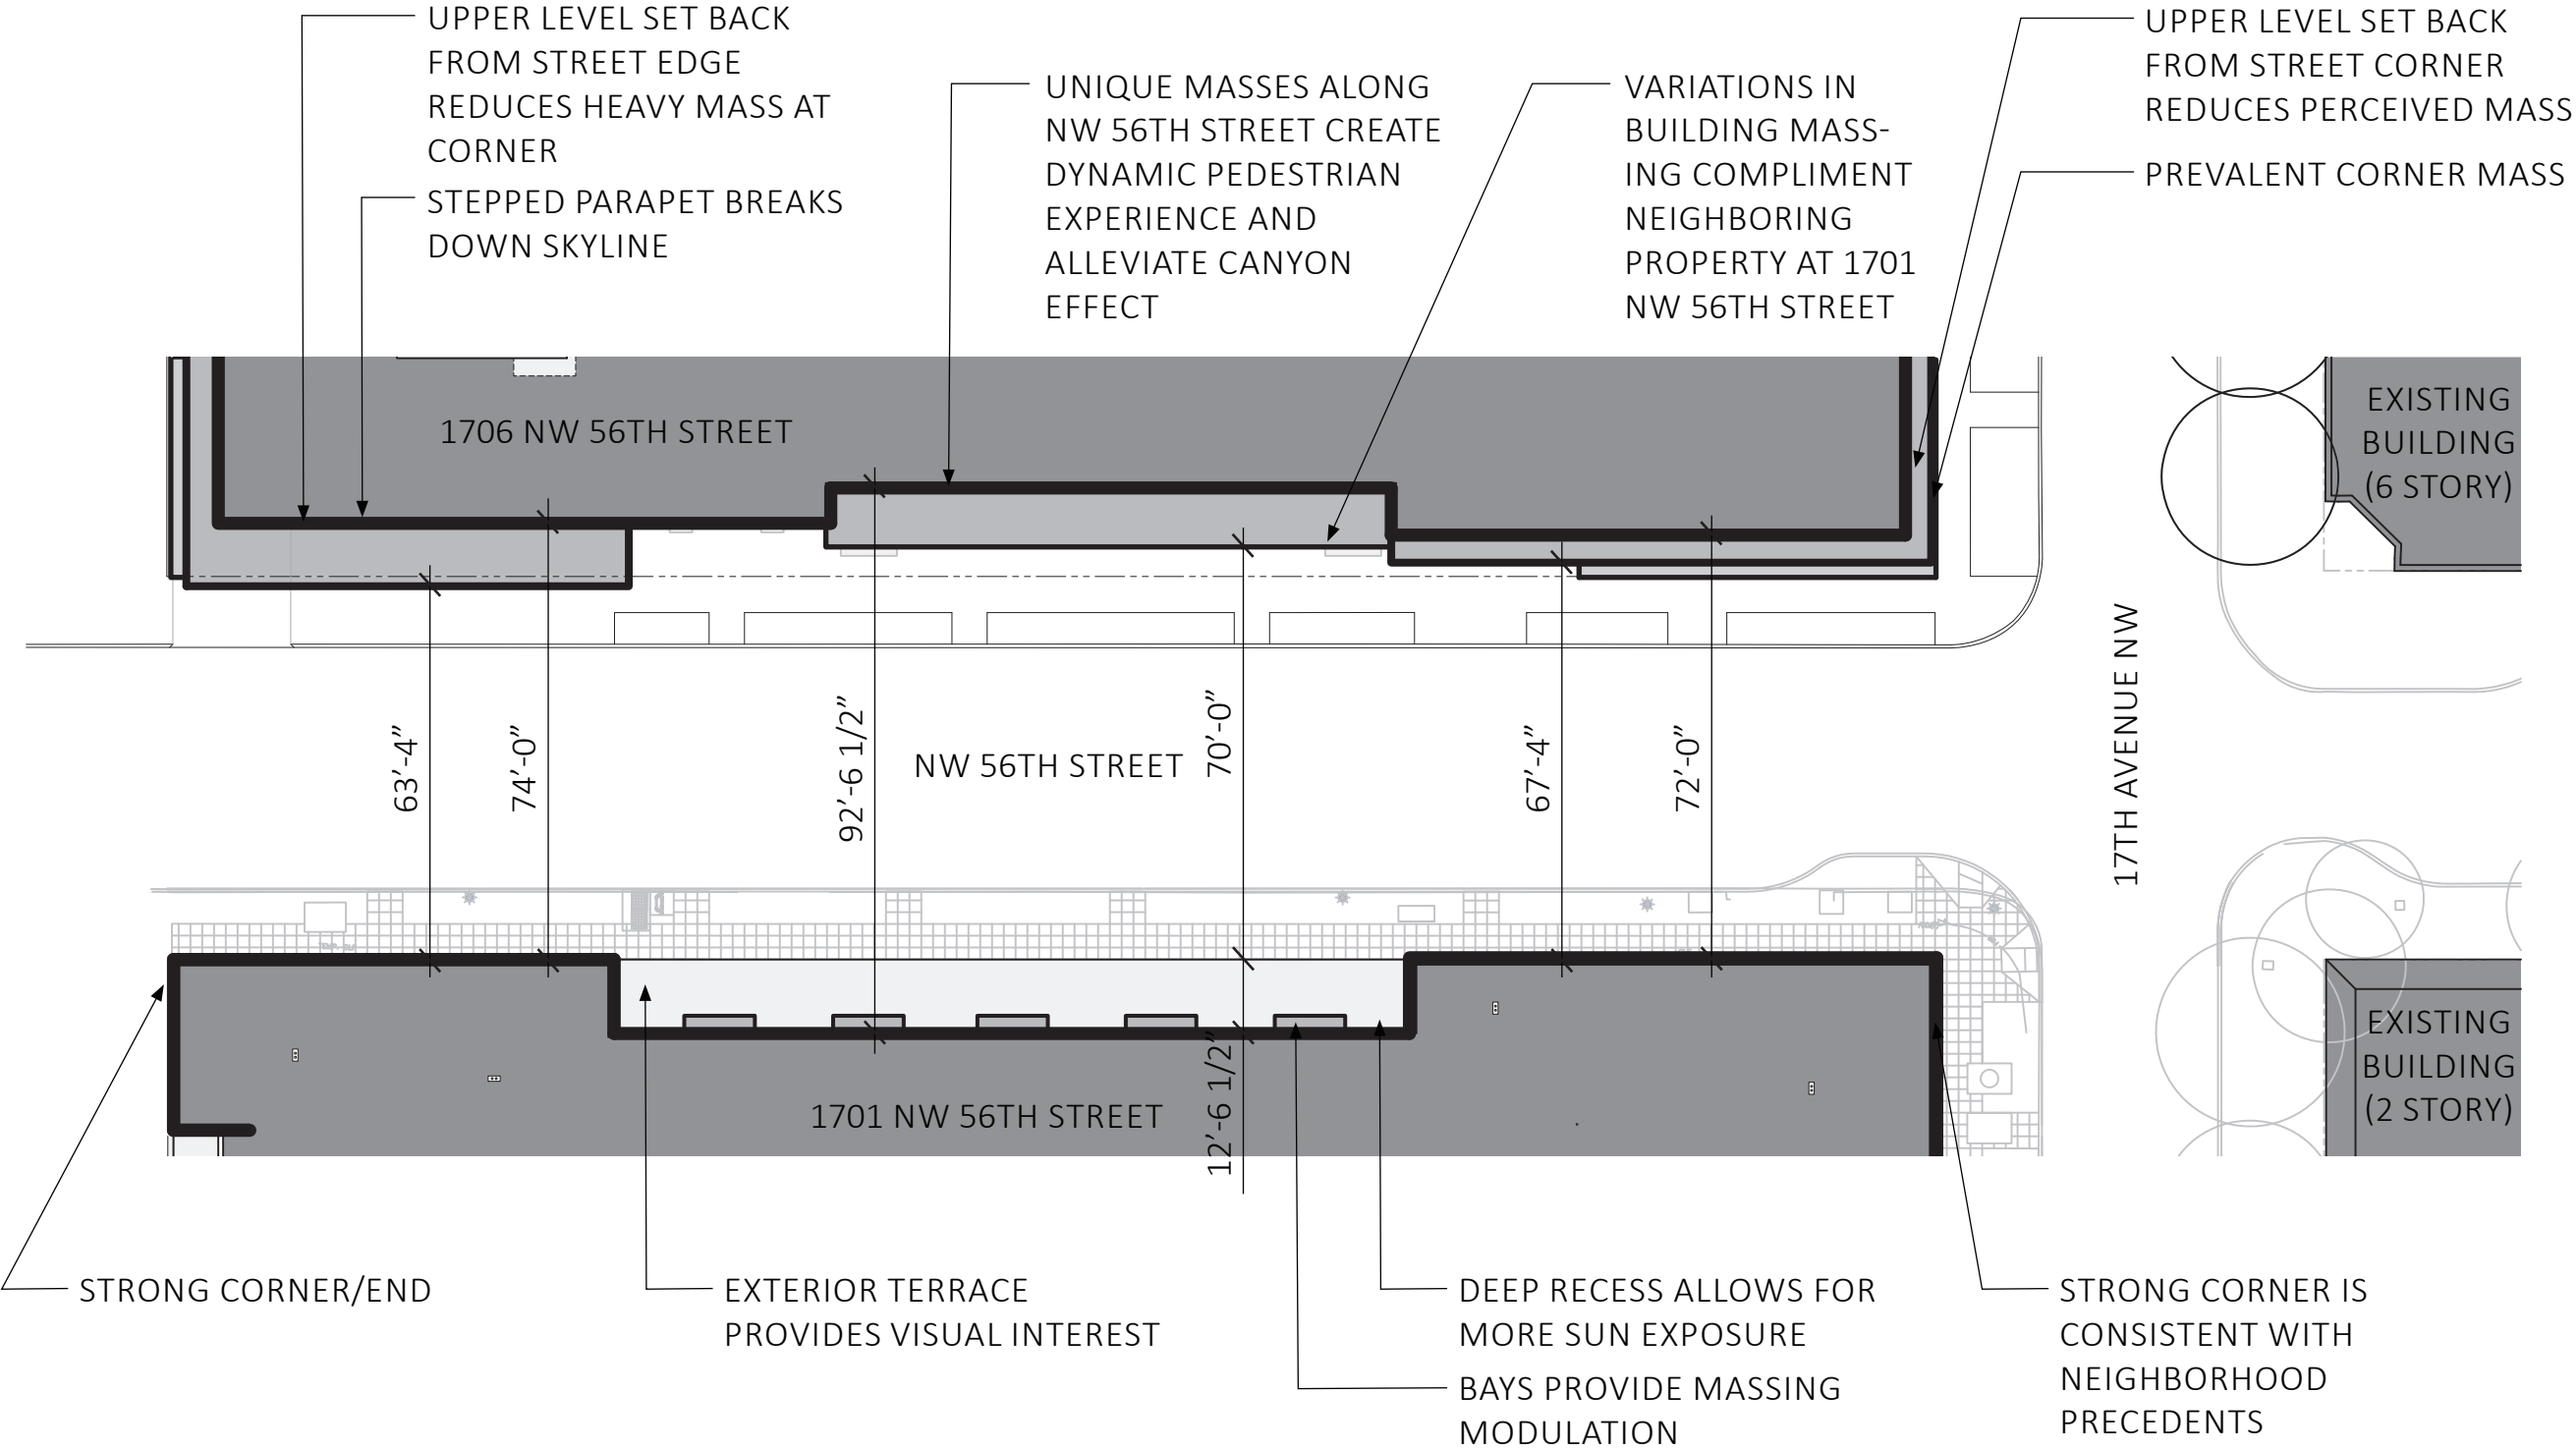 UPPER LEVEL SET BACK
FROM STREET EDGE
REDUCES HEAVY MASS AT
CORNER
STEPPED PARAPET BREAKS
DOWN SKYLINE
UNIQUE MASSES ALONG
NW 56TH STREET CREATE
DYNAMIC PEDESTRIAN
EXPERIENCE AND
ALLEVIATE CANYON
EFFECT
VARIATIONS IN
BUILDING MASS-
ING COMPLIMENT
NEIGHBORING
PROPERTY AT 1701
NW 56TH STREET
UPPER LEVEL SET BACK
FROM STREET CORNER
REDUCES PERCEIVED MASS
PREVALENT CORNER MASS
1706 NW 56TH STREET
EXISTING
BUILDING
(6 STORY)
63’-4”
74’-0”
92’-6 1/2”
NW 56TH STREET
70’-0”
67’-4”
72’-0”
17TH AVENUE NW
12’-6 1/2”
1701 NW 56TH STREET
EXISTING
BUILDING
(2 STORY)
STRONG CORNER/END
EXTERIOR TERRACE
PROVIDES VISUAL INTEREST
DEEP RECESS ALLOWS FOR
MORE SUN EXPOSURE
BAYS PROVIDE MASSING
MODULATION
STRONG CORNER IS
CONSISTENT WITH
NEIGHBORHOOD
PRECEDENTS